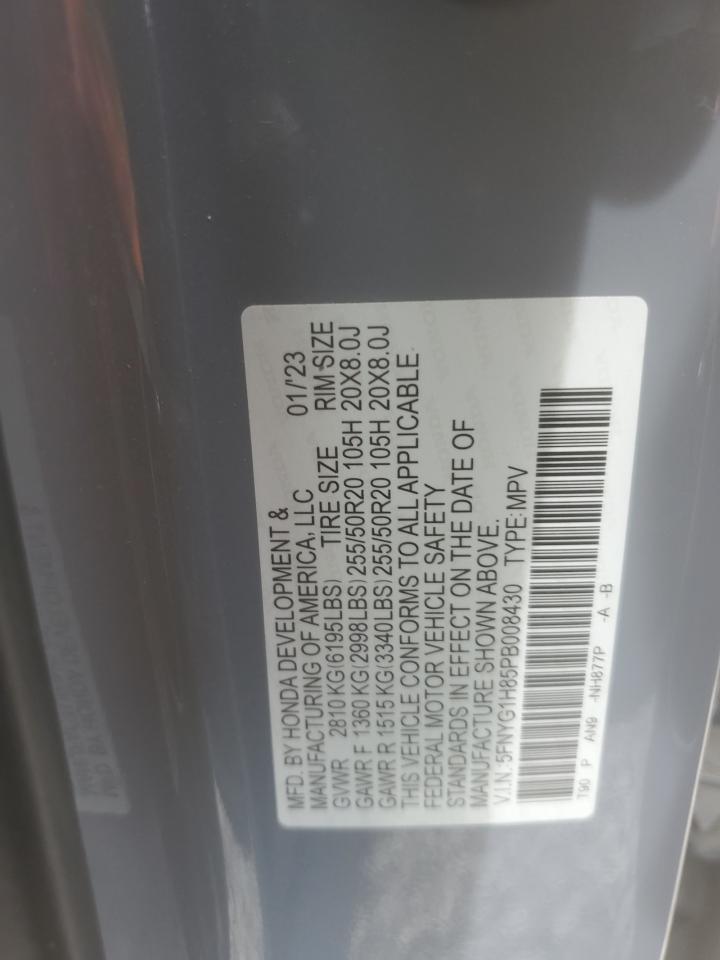 MFD. BY HONDA DEVELOPMENT & 01/'23
MANUFACTURING OF AMERICA, LLC
GVWR 2810 KG(6195LBS) TIRE SIZE RIM SIZE
GAWR F 1360 KG(2998LBS)255/50R20 105H 20X8.0J
GAWR R 1515 KG(3340LBS)255/50R20 105H 20X8.0J
THIS VEHICLE CONFORMS TO ALL APPLICABLE
FEDERAL MOTOR VEHICLE SAFETY
STANDARDS IN EFFECT ON THE DATE OF
MANUFACTURE SHOWN ABOVE.
V.I.N.:5FNYG1H85PB008430 TYPE:MPV
T90 P AN9 -NH877P -A -B